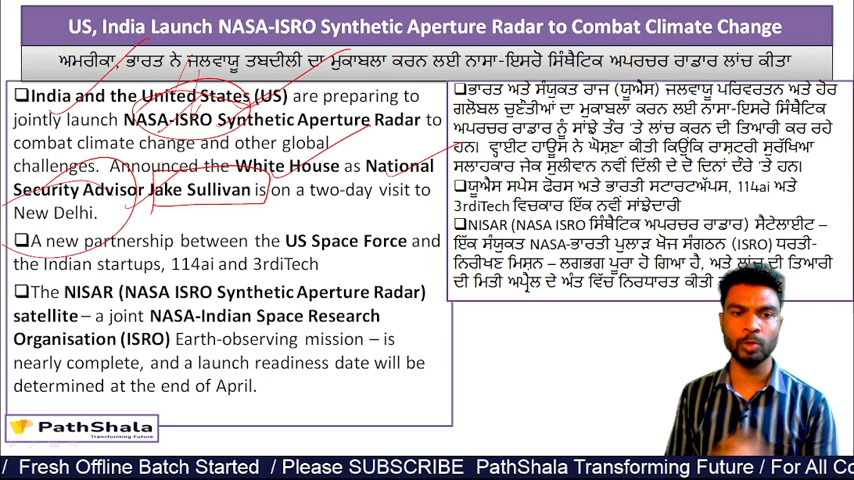 US, India Launch NASA-ISRO Synthetic Aperture Radar to Combat Climate Change
ਅਮਰੀਕਾ, ਭਾਰਤ ਨੇ ਜਲਵਾਯੂ ਤਬਦੀਲੀ ਦਾ ਮੁਕਾਬਲਾ ਕਰਨ ਲਈ ਨਾਸਾ-ਇਸਰੋ ਸਿੰਥੈਟਿਕ ਅਪਰਚਰ ਰਾਡਾਰ ਲਾਂਚ ਕੀਤਾ
❑India and the United States (US) are preparing to
jointly launch NASA-ISRO Synthetic Aperture Radar to
combat climate change and other global
challenges. Announced the White House as National
Security Advisor Jake Sullivan is on a two-day visit to
New Delhi.
❑A new partnership between the US Space Force and
the Indian startups, 114ai and 3rdiTech
❑The NISAR (NASA ISRO Synthetic Aperture Radar)
satellite – a joint NASA-Indian Space Research
Organisation (ISRO) Earth-observing mission – is
nearly complete, and a launch readiness date will be
determined at the end of April.
❑ਭਾਰਤ ਅਤੇ ਸੰਯੁਕਤ ਰਾਜ (ਯੂਐਸ) ਜਲਵਾਯੂ ਪਰਿਵਰਤਨ ਅਤੇ ਹੋਰ
ਗਲੋਬਲ ਚੁਣੌਤੀਆਂ ਦਾ ਮੁਕਾਬਲਾ ਕਰਨ ਲਈ ਨਾਸਾ-ਇਸਰੋ ਸਿੰਥੈਟਿਕ
ਅਪਰਚਰ ਰਾਡਾਰ ਨੂੰ ਸਾਂਝੇ ਤੌਰ 'ਤੇ ਲਾਂਚ ਕਰਨ ਦੀ ਤਿਆਰੀ ਕਰ ਰਹੇ
ਹਨ। ਵ੍ਹਾਈਟ ਹਾਊਸ ਨੇ ਘੋਸ਼ਣਾ ਕੀਤੀ ਕਿਉਂਕਿ ਰਾਸ਼ਟਰੀ ਸੁਰੱਖਿਆ
ਸਲਾਹਕਾਰ ਜੇਕ ਸੁਲੀਵਾਨ ਨਵੀਂ ਦਿੱਲੀ ਦੇ ਦੋ ਦਿਨਾਂ ਦੌਰੇ 'ਤੇ ਹਨ।
❑ਯੂਐਸ ਸਪੇਸ ਫੋਰਸ ਅਤੇ ਭਾਰਤੀ ਸਟਾਰਟਅੱਪਸ, 114ai ਅਤੇ
3rdiTech ਵਿਚਕਾਰ ਇੱਕ ਨਵੀਂ ਸਾਂਝੇਦਾਰੀ
❑NISAR (NASA ISRO ਸਿੰਥੈਟਿਕ ਅਪਰਚਰ ਰਾਡਾਰ) ਸੈਟੇਲਾਈਟ –
ਇੱਕ ਸੰਯੁਕਤ NASA-ਭਾਰਤੀ ਪੁਲਾੜ ਖੋਜ ਸੰਗਠਨ (ISRO) ਧਰਤੀ-
ਨਿਰੀਖਣ ਮਿਸ਼ਨ – ਲਗਭਗ ਪੂਰਾ ਹੋ ਗਿਆ ਹੈ, ਅਤੇ ਲਾਂਚ ਦੀ ਤਿਆਰੀ
ਦੀ ਮਿਤੀ ਅਪ੍ਰੈਲ ਦੇ ਅੰਤ ਵਿੱਚ ਨਿਰਧਾਰਤ ਕੀਤੀ
PathShala
Transforming Future
/ Fresh Offline Batch Started / Please SUBSCRIBE PathShala Transforming Future / For All Co